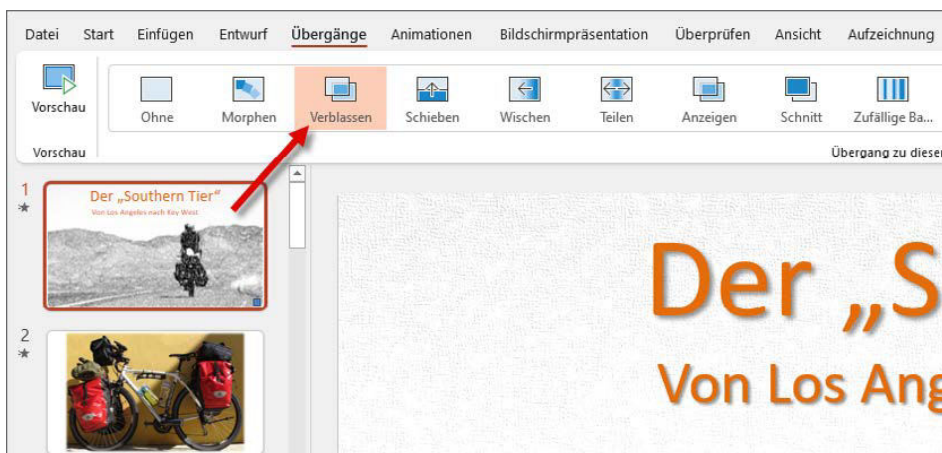 Datei Start Einfügen Entwurf Übergänge Animationen Bildschirmpräsentation Überprüfen Ansicht Aufzeichnung
Vorschau Ohne Morphen Verblassen Schieben Wischen Teilen Anzeigen Schnitt Zufällige Ba...
Vorschau Übergang zu dieser
1 Der „Southern Tier“
Von Los Angeles nach Key West
2
Der „S
Von Los Ang